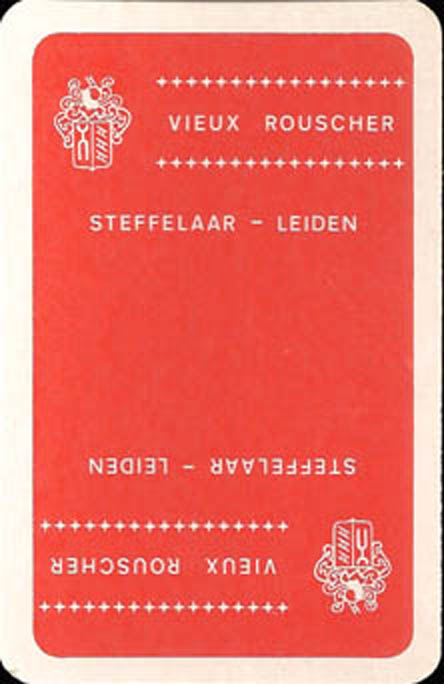 VIEUX ROUSCHER
STEFFELAAR - LEIDEN
STEFFELAAR - LEIDEN
VIEUX ROUSCHER